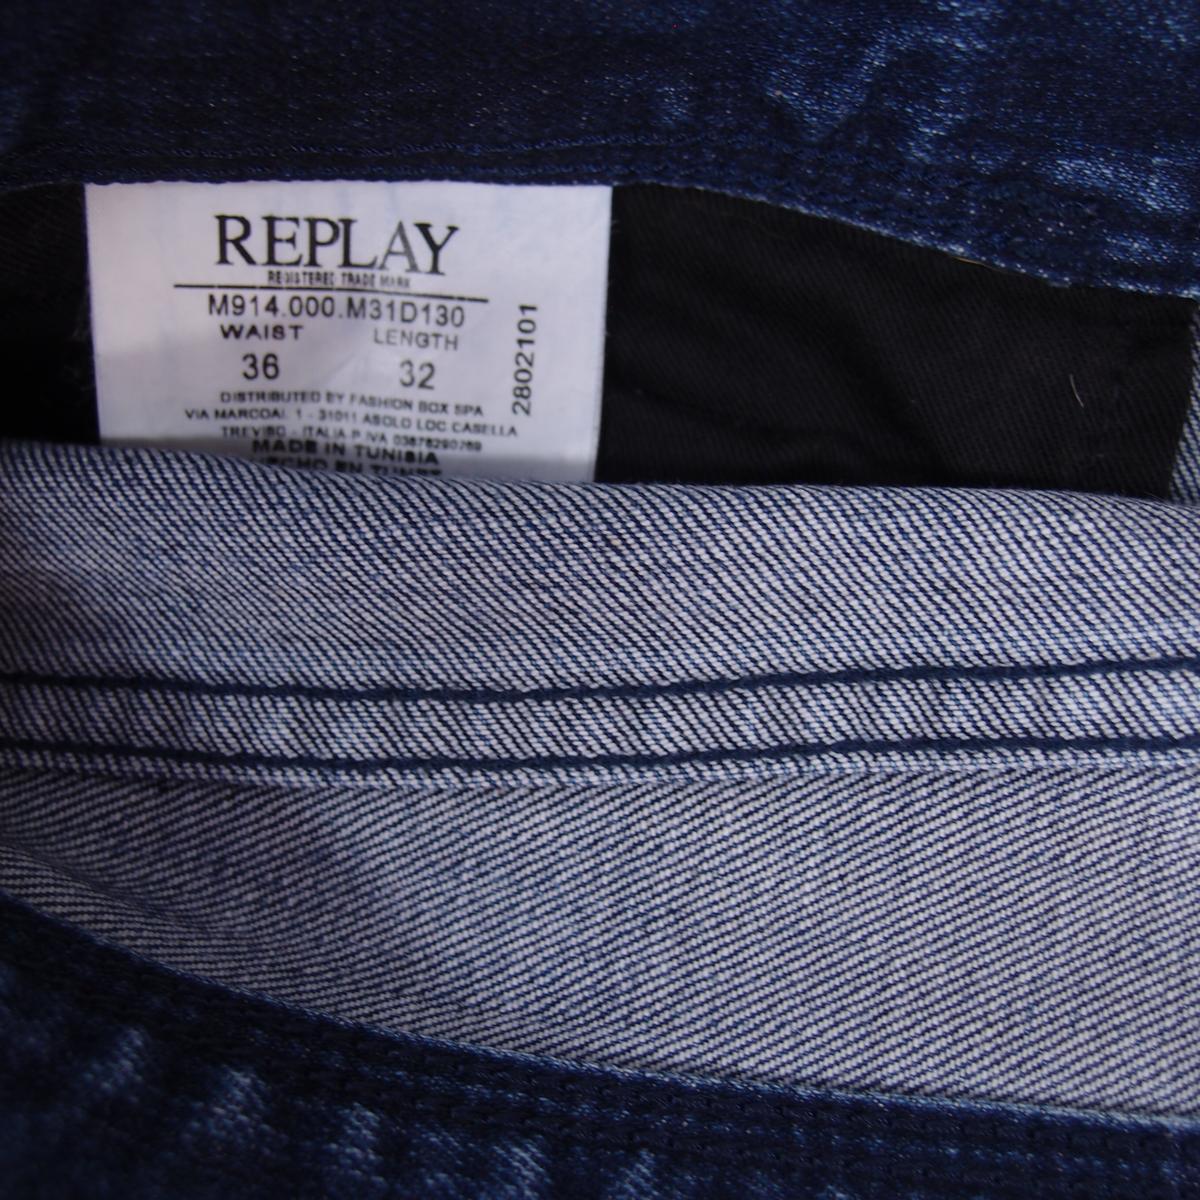 REPLAY
REGISTERED TRADE MARK
M914.000.M31D130
WAIST LENGTH
36 32
2802101
DISTRIBUTED BY FASHION BOX SPA
VIA MARCOAI. 1 - 31011 ASOLO LOC.CASELLA
TREVISO - ITALIA P.IVA 03876290269
MADE IN TUNISIA